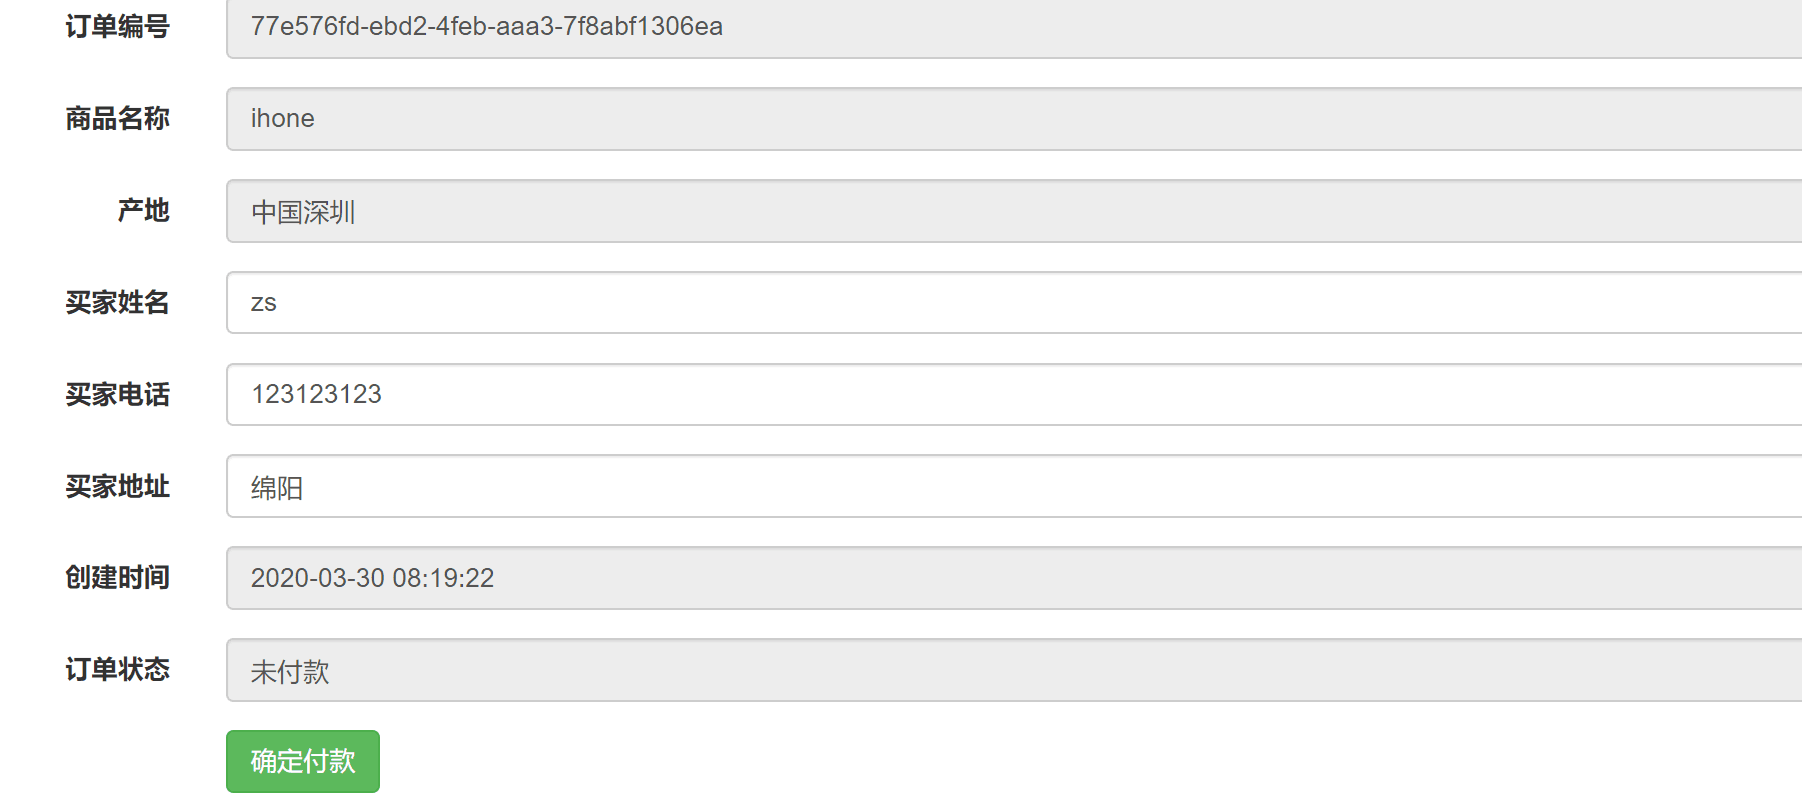 订单编号 77e576fd-ebd2-4feb-aaa3-7f8abf1306ea
商品名称 ihone
产地 中国深圳
买家姓名 zs
买家电话 123123123
买家地址 绵阳
创建时间 2020-03-30 08:19:22
订单状态 未付款
确定付款